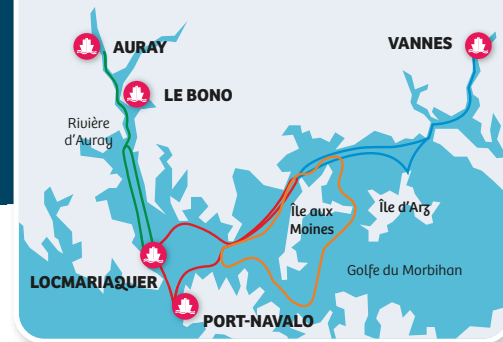 AURAY
VANNES
LE BONO
Rivière
d'Auray
Île aux
Moines
Île d'Arz
Golfe du Morbihan
LOCMARIAQUER
PORT-NAVALO